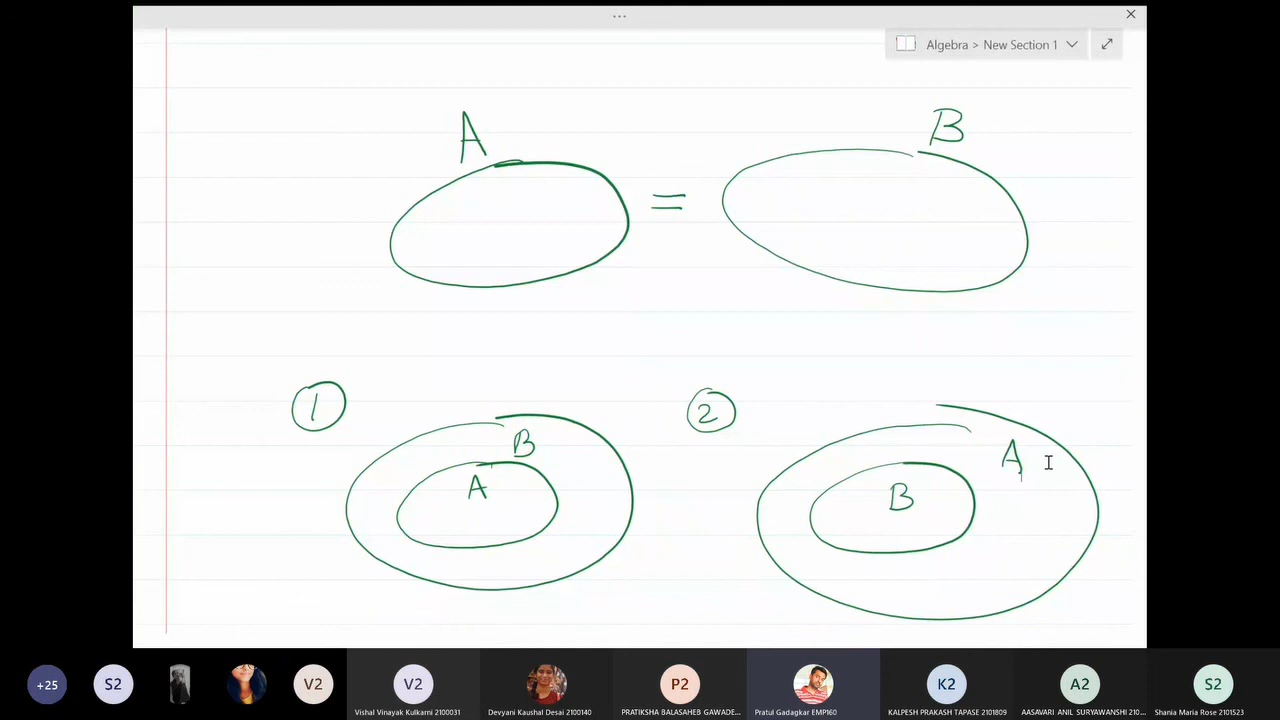 ...
Algebra > New Section 1
A
B
=
1
2
B
A
A
B
+25
S2
V2
V2
P2
K2
A2
S2
Vishal Vinayak Kulkarni 2100031
Devyani Kaushal Desai 2100140
PRATIKSHA BALASAHEB GAWADE...
Pratul Gadagkar EMP160
KALPESH PRAKASH TAPASE 2101809
AASAVARI ANIL SURYAWANSHI 210...
Shania Maria Rose 2101523